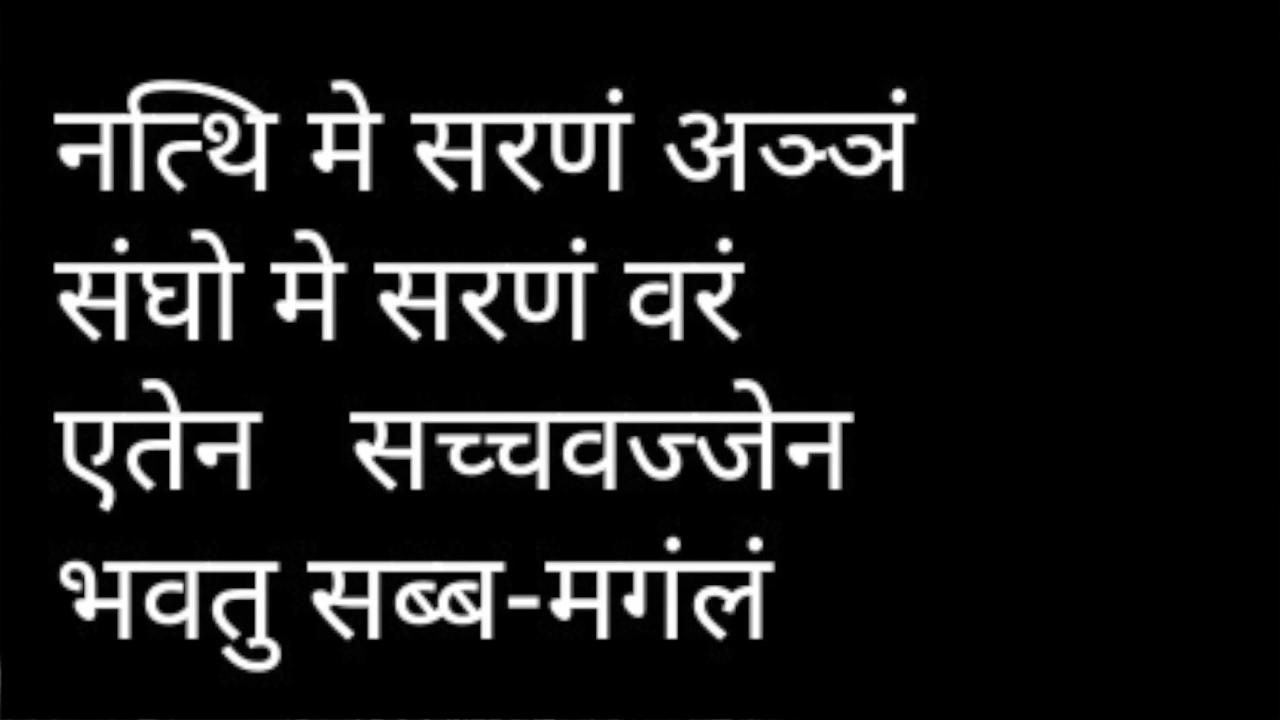 नत्थि मे सरणं अञ्ञं
संघो मे सरणं वरं
एतेन सच्चवज्जेन
भवतु सब्ब-मगंलं